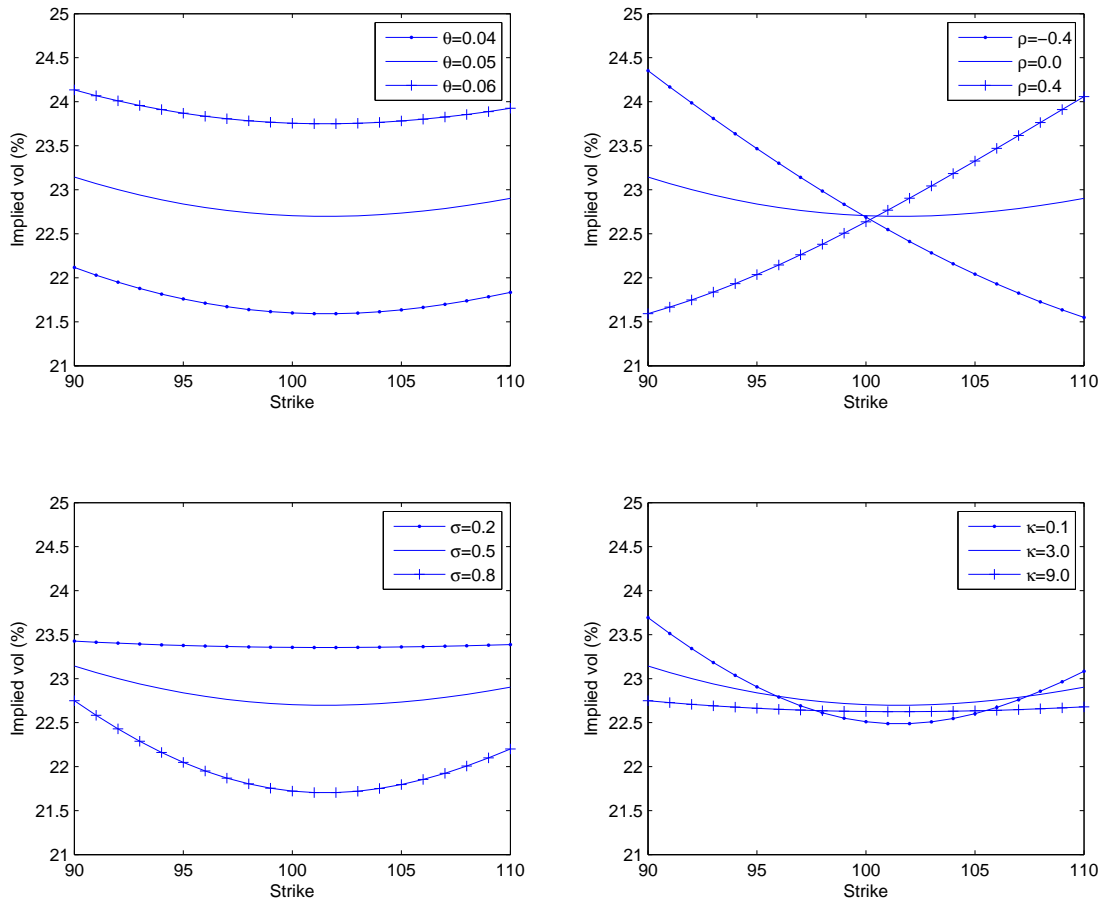 25
24.5
24
23.5
23
22.5
22
21.5
21
Implied vol (%)
90
95
100
105
110
Strike
θ=0.04
θ=0.05
θ=0.06
25
24.5
24
23.5
23
22.5
22
21.5
21
Implied vol (%)
90
95
100
105
110
Strike
ρ=−0.4
ρ=0.0
ρ=0.4
25
24.5
24
23.5
23
22.5
22
21.5
21
Implied vol (%)
90
95
100
105
110
Strike
σ=0.2
σ=0.5
σ=0.8
25
24.5
24
23.5
23
22.5
22
21.5
21
Implied vol (%)
90
95
100
105
110
Strike
κ=0.1
κ=3.0
κ=9.0